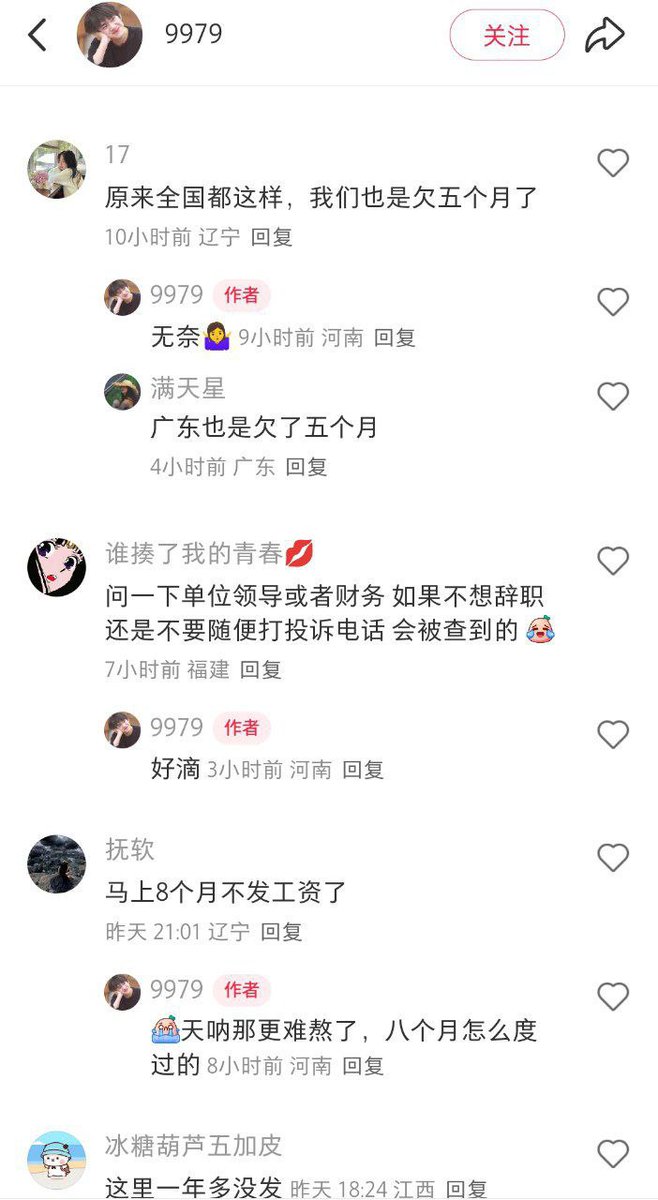 9979
关注
17
原来全国都这样，我们也是欠五个月了
10小时前 辽宁 回复
9979 作者
无奈🤷‍♀️ 9小时前 河南 回复
满天星
广东也是欠了五个月
4小时前 广东 回复
谁揍了我的青春💋
问一下单位领导或者财务 如果不想辞职
还是不要随便打投诉电话 会被查到的
7小时前 福建 回复
9979 作者
好滴 3小时前 河南 回复
抚软
马上8个月不发工资了
昨天 21:01 辽宁 回复
9979 作者
天呐那更难熬了，八个月怎么度
过的 8小时前 河南 回复
冰糖葫芦五加皮
这里一年多没发 昨天 18:24 江西 回复